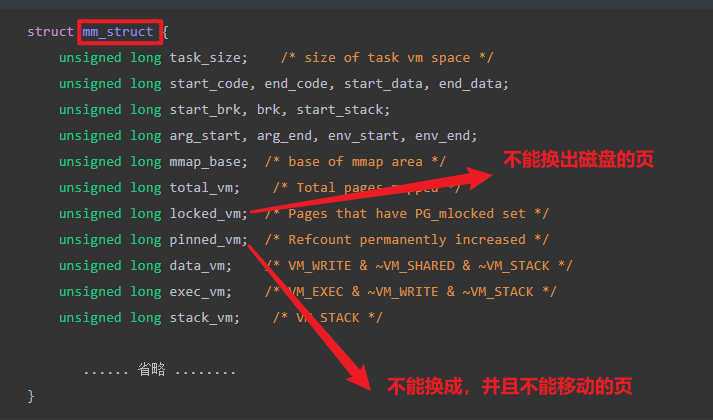 struct mm_struct {
unsigned long task_size; /* size of task vm space */
unsigned long start_code, end_code, start_data, end_data;
unsigned long start_brk, brk, start_stack;
unsigned long arg_start, arg_end, env_start, env_end;
unsigned long mmap_base; /* base of mmap area */
不能换出磁盘的页
unsigned long total_vm; /* Total pages mapped */
unsigned long locked_vm; /* Pages that have PG_mlocked set */
unsigned long pinned_vm; /* Refcount permanently increased */
unsigned long data_vm; /* VM_WRITE & ~VM_SHARED & ~VM_STACK */
unsigned long exec_vm; /* VM_EXEC & ~VM_WRITE & ~VM_STACK */
unsigned long stack_vm; /* VM_STACK */
...... 省略 ........
不能换成，并且不能移动的页
}